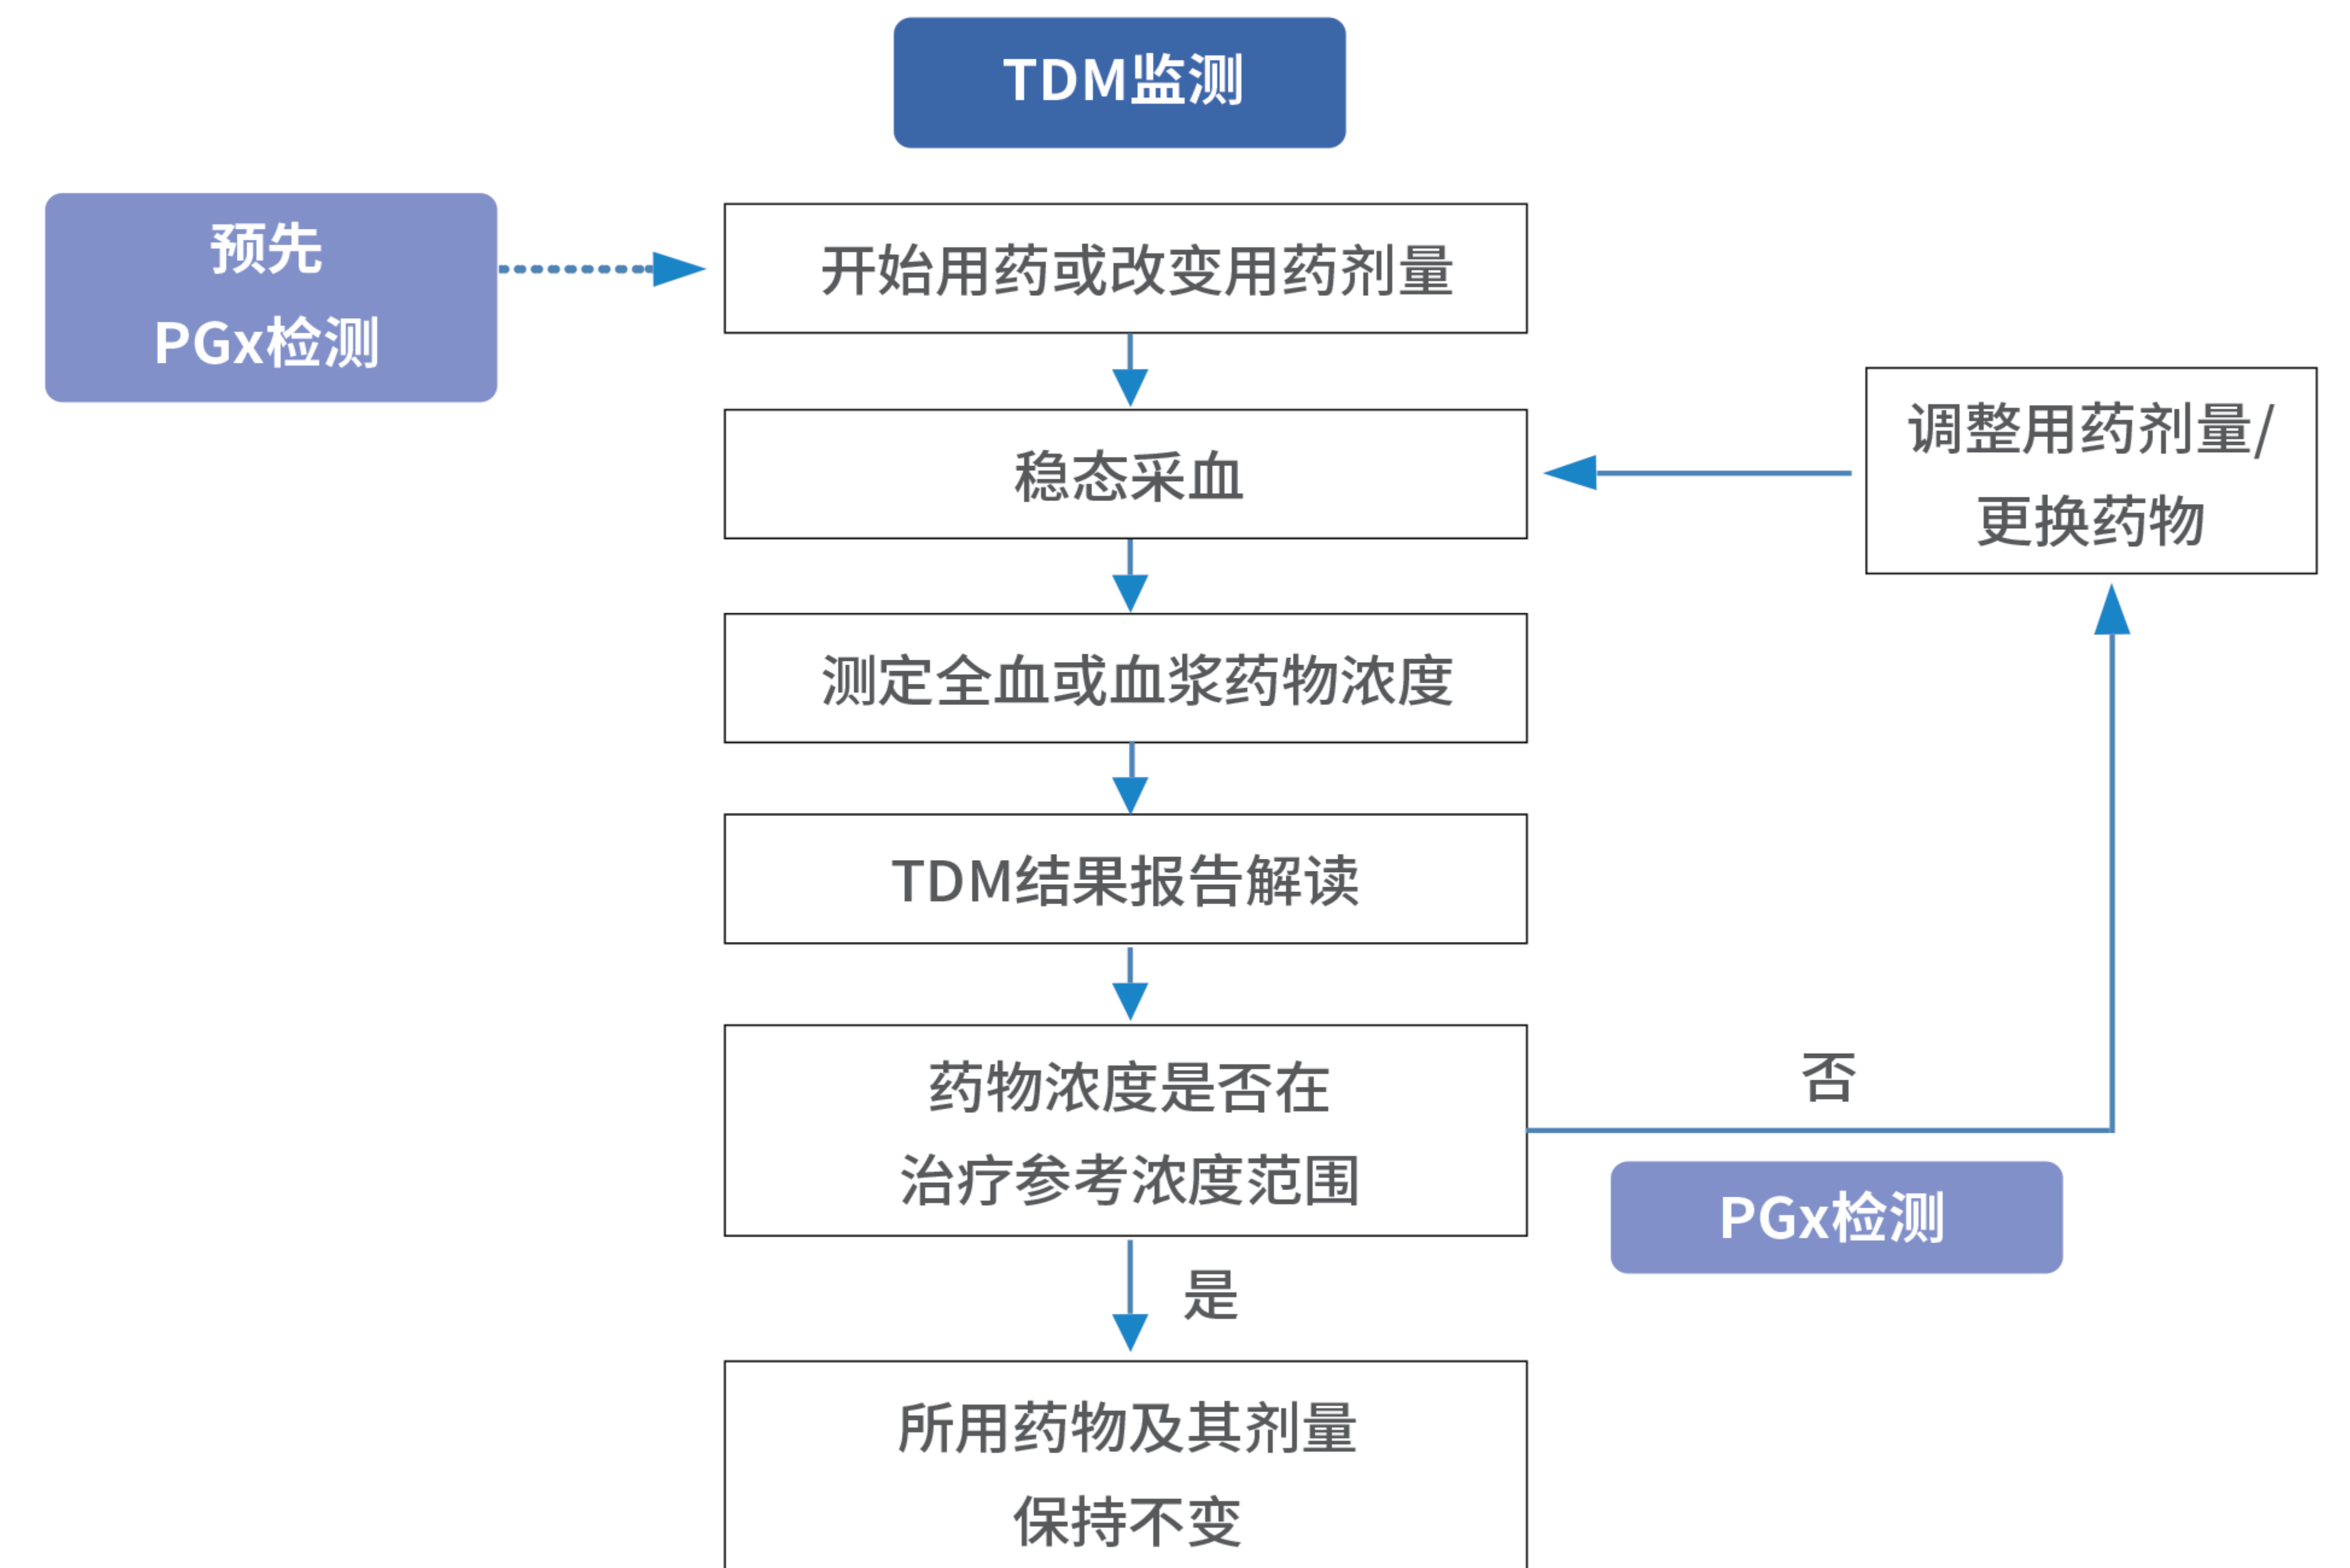 TDM监测
预先
PGx检测
开始用药或改变用药剂量
稳态采血
调整用药剂量/
更换药物
测定全血或血浆药物浓度
TDM结果报告解读
药物浓度是否在
治疗参考浓度范围
否
PGx检测
是
所用药物及其剂量
保持不变